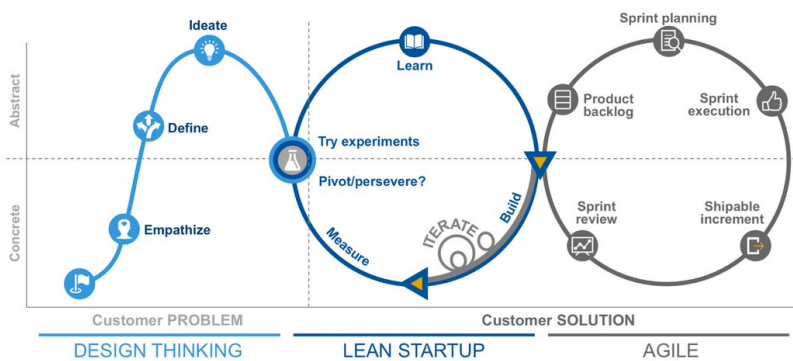 Abstract
Concrete
Ideate
Define
Empathize
Learn
Try experiments
Pivot/persevere?
Measure
ITERATE
Build
Sprint planning
Product
backlog
Sprint
execution
Sprint
review
Shipable
increment
Customer PROBLEM
Customer SOLUTION
DESIGN THINKING
LEAN STARTUP
AGILE